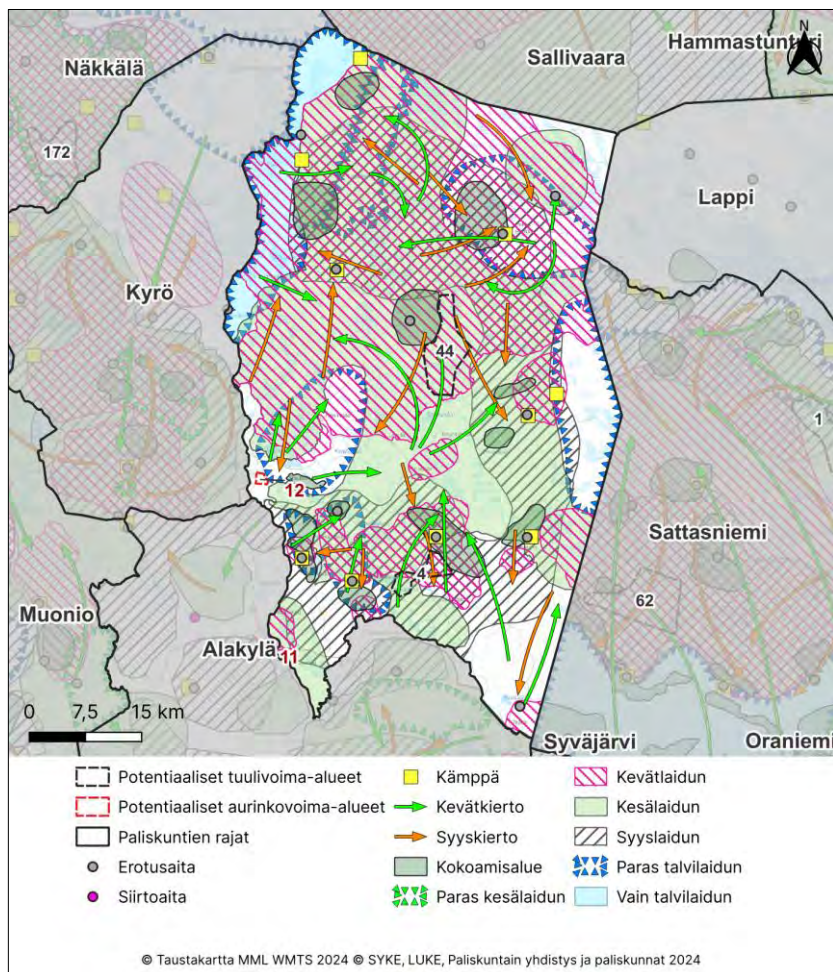 Hammastunturi
Sallivaara
N
Näkkälä
172
Lappi
Kyrö
44
1
12
Sattasniemi
4
62
Muonio
Alakylä
11
0 7,5 15 km
Syväjärvi
Oraniemi
Potentiaaliset tuulivoima-alueet
Potentiaaliset aurinkovoima-alueet
Paliskuntien rajat
Erotusaita
Siirtoaita
Kämppä
Kevätkierto
Syyskierto
Kokoamisalue
Paras kesälaidun
Kevätlaidun
Kesälaidun
Syyslaidun
Paras talvilaidun
Vain talvilaidun
© Taustakartta MML WMTS 2024 © SYKE, LUKE, Paliskuntain yhdistys ja paliskunnat 2024